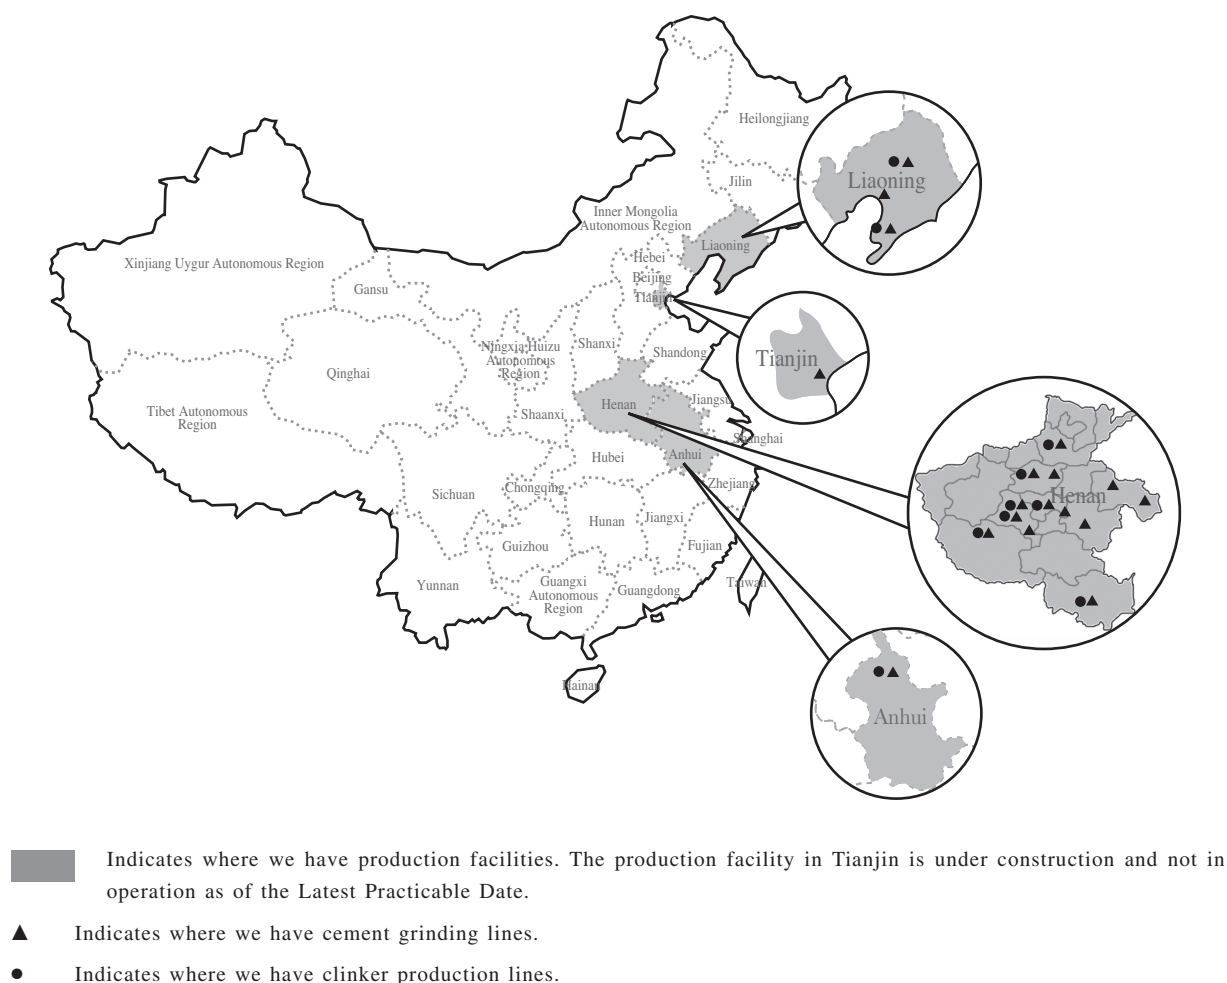 Heilongjiang
Jilin
Liaoning
Inner Mongolia
Autonomous Region
Liaoning
Hebei
Beijing
Tianjin
Xinjiang Uygur Autonomous Region
Gansu
Ningxia Huizu
Autonomous
Region
Shanxi
Shandong
Tianjin
Qinghai
Tibet Autonomous
Region
Shaanxi
Henan
Jiangsu
Shanghai
Anhui
Hubei
Zhejiang
Henan
Sichuan
Chongqing
Hunan
Jiangxi
Guizhou
Fujian
Yunnan
Guangxi
Autonomous
Region
Guangdong
Taiwan
Hainan
Anhui
Indicates where we have production facilities. The production facility in Tianjin is under construction and not in
operation as of the Latest Practicable Date.
Indicates where we have cement grinding lines.
Indicates where we have clinker production lines.